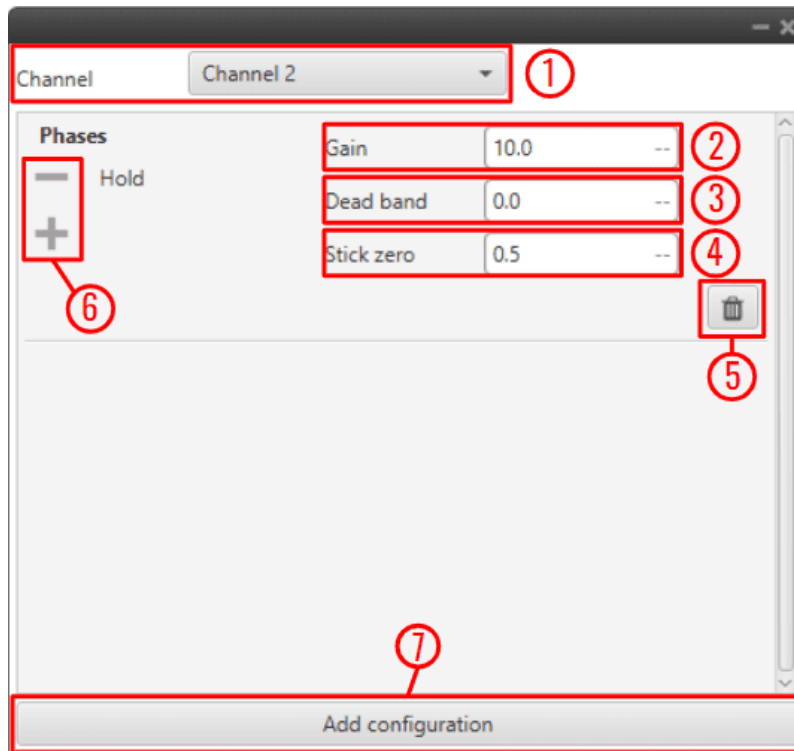 Channel Channel 2 1
Phases
Gain 10.0 -- 2
Hold
Dead band 0.0 -- 3
Stick zero 0.5 -- 4
6
5
7
Add configuration